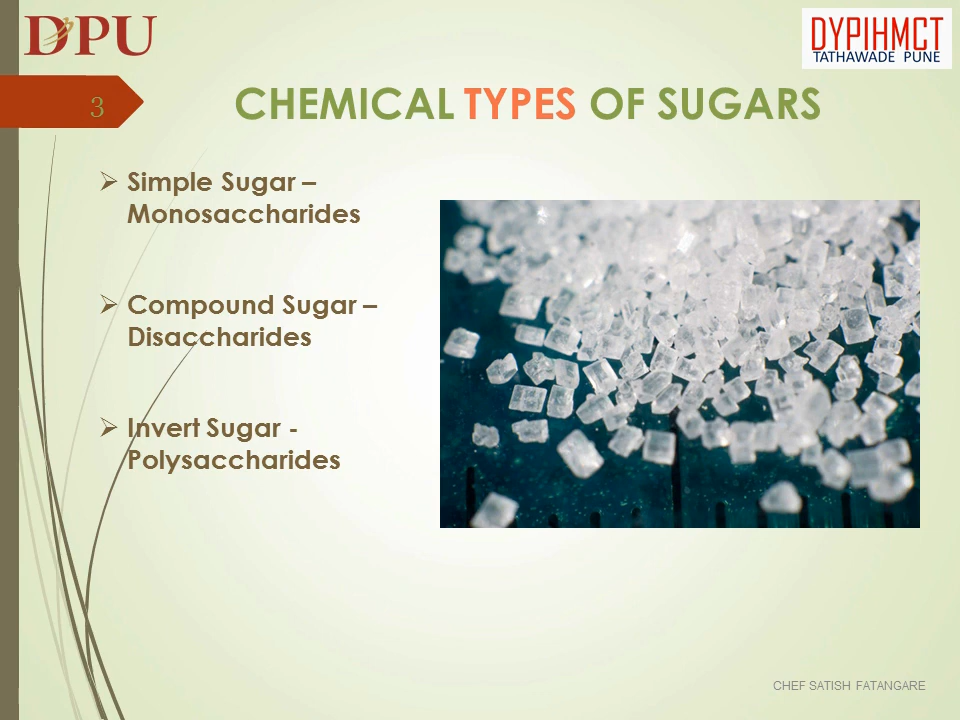 DPU
DYPIHMCT
TATHAWADE PUNE
3
CHEMICAL TYPES OF SUGARS
➢ Simple Sugar –
Monosaccharides
➢ Compound Sugar –
Disaccharides
➢ Invert Sugar -
Polysaccharides
CHEF SATISH FATANGARE